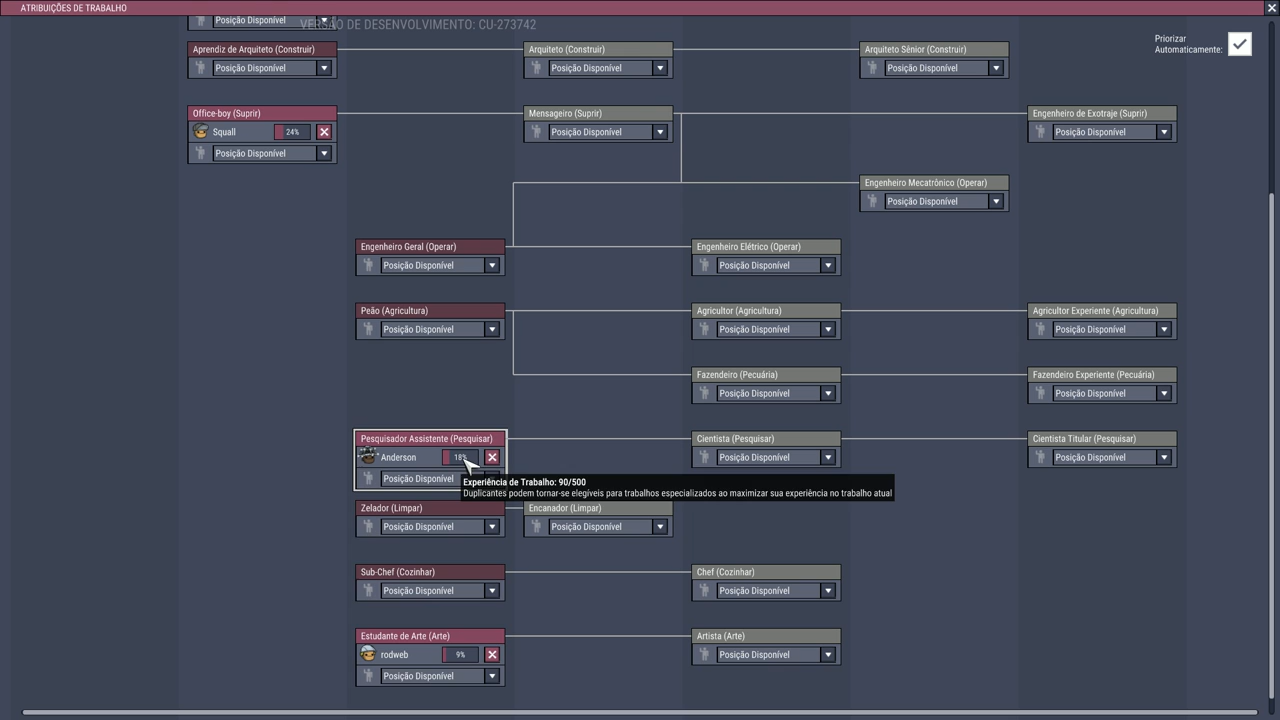 ATRIBUIÇÕES DE TRABALHO
Posição Disponível
VERSÃO DE DESENVOLVIMENTO: CU-273742
Priorizar
Automaticamente:
Aprendiz de Arquiteto (Construir)
Posição Disponível
Arquiteto (Construir)
Posição Disponível
Arquiteto Sênior (Construir)
Posição Disponível
Office-boy (Suprir)
Squall
24%
Posição Disponível
Mensageiro (Suprir)
Posição Disponível
Engenheiro de Exotraje (Suprir)
Posição Disponível
Engenheiro Mecatrônico (Operar)
Posição Disponível
Engenheiro Geral (Operar)
Posição Disponível
Engenheiro Elétrico (Operar)
Posição Disponível
Peão (Agricultura)
Posição Disponível
Agricultor (Agricultura)
Posição Disponível
Agricultor Experiente (Agricultura)
Posição Disponível
Fazendeiro (Pecuária)
Posição Disponível
Fazendeiro Experiente (Pecuária)
Posição Disponível
Pesquisador Assistente (Pesquisar)
Anderson
18%
Posição Disponível
Cientista (Pesquisar)
Posição Disponível
Cientista Titular (Pesquisar)
Posição Disponível
Experiência de Trabalho: 90/500
Duplicantes podem tornar-se elegíveis para trabalhos especializados ao maximizar sua experiência no trabalho atual
Zelador (Limpar)
Posição Disponível
Encanador (Limpar)
Posição Disponível
Sub-Chef (Cozinhar)
Posição Disponível
Chef (Cozinhar)
Posição Disponível
Estudante de Arte (Arte)
rodweb
9%
Posição Disponível
Artista (Arte)
Posição Disponível